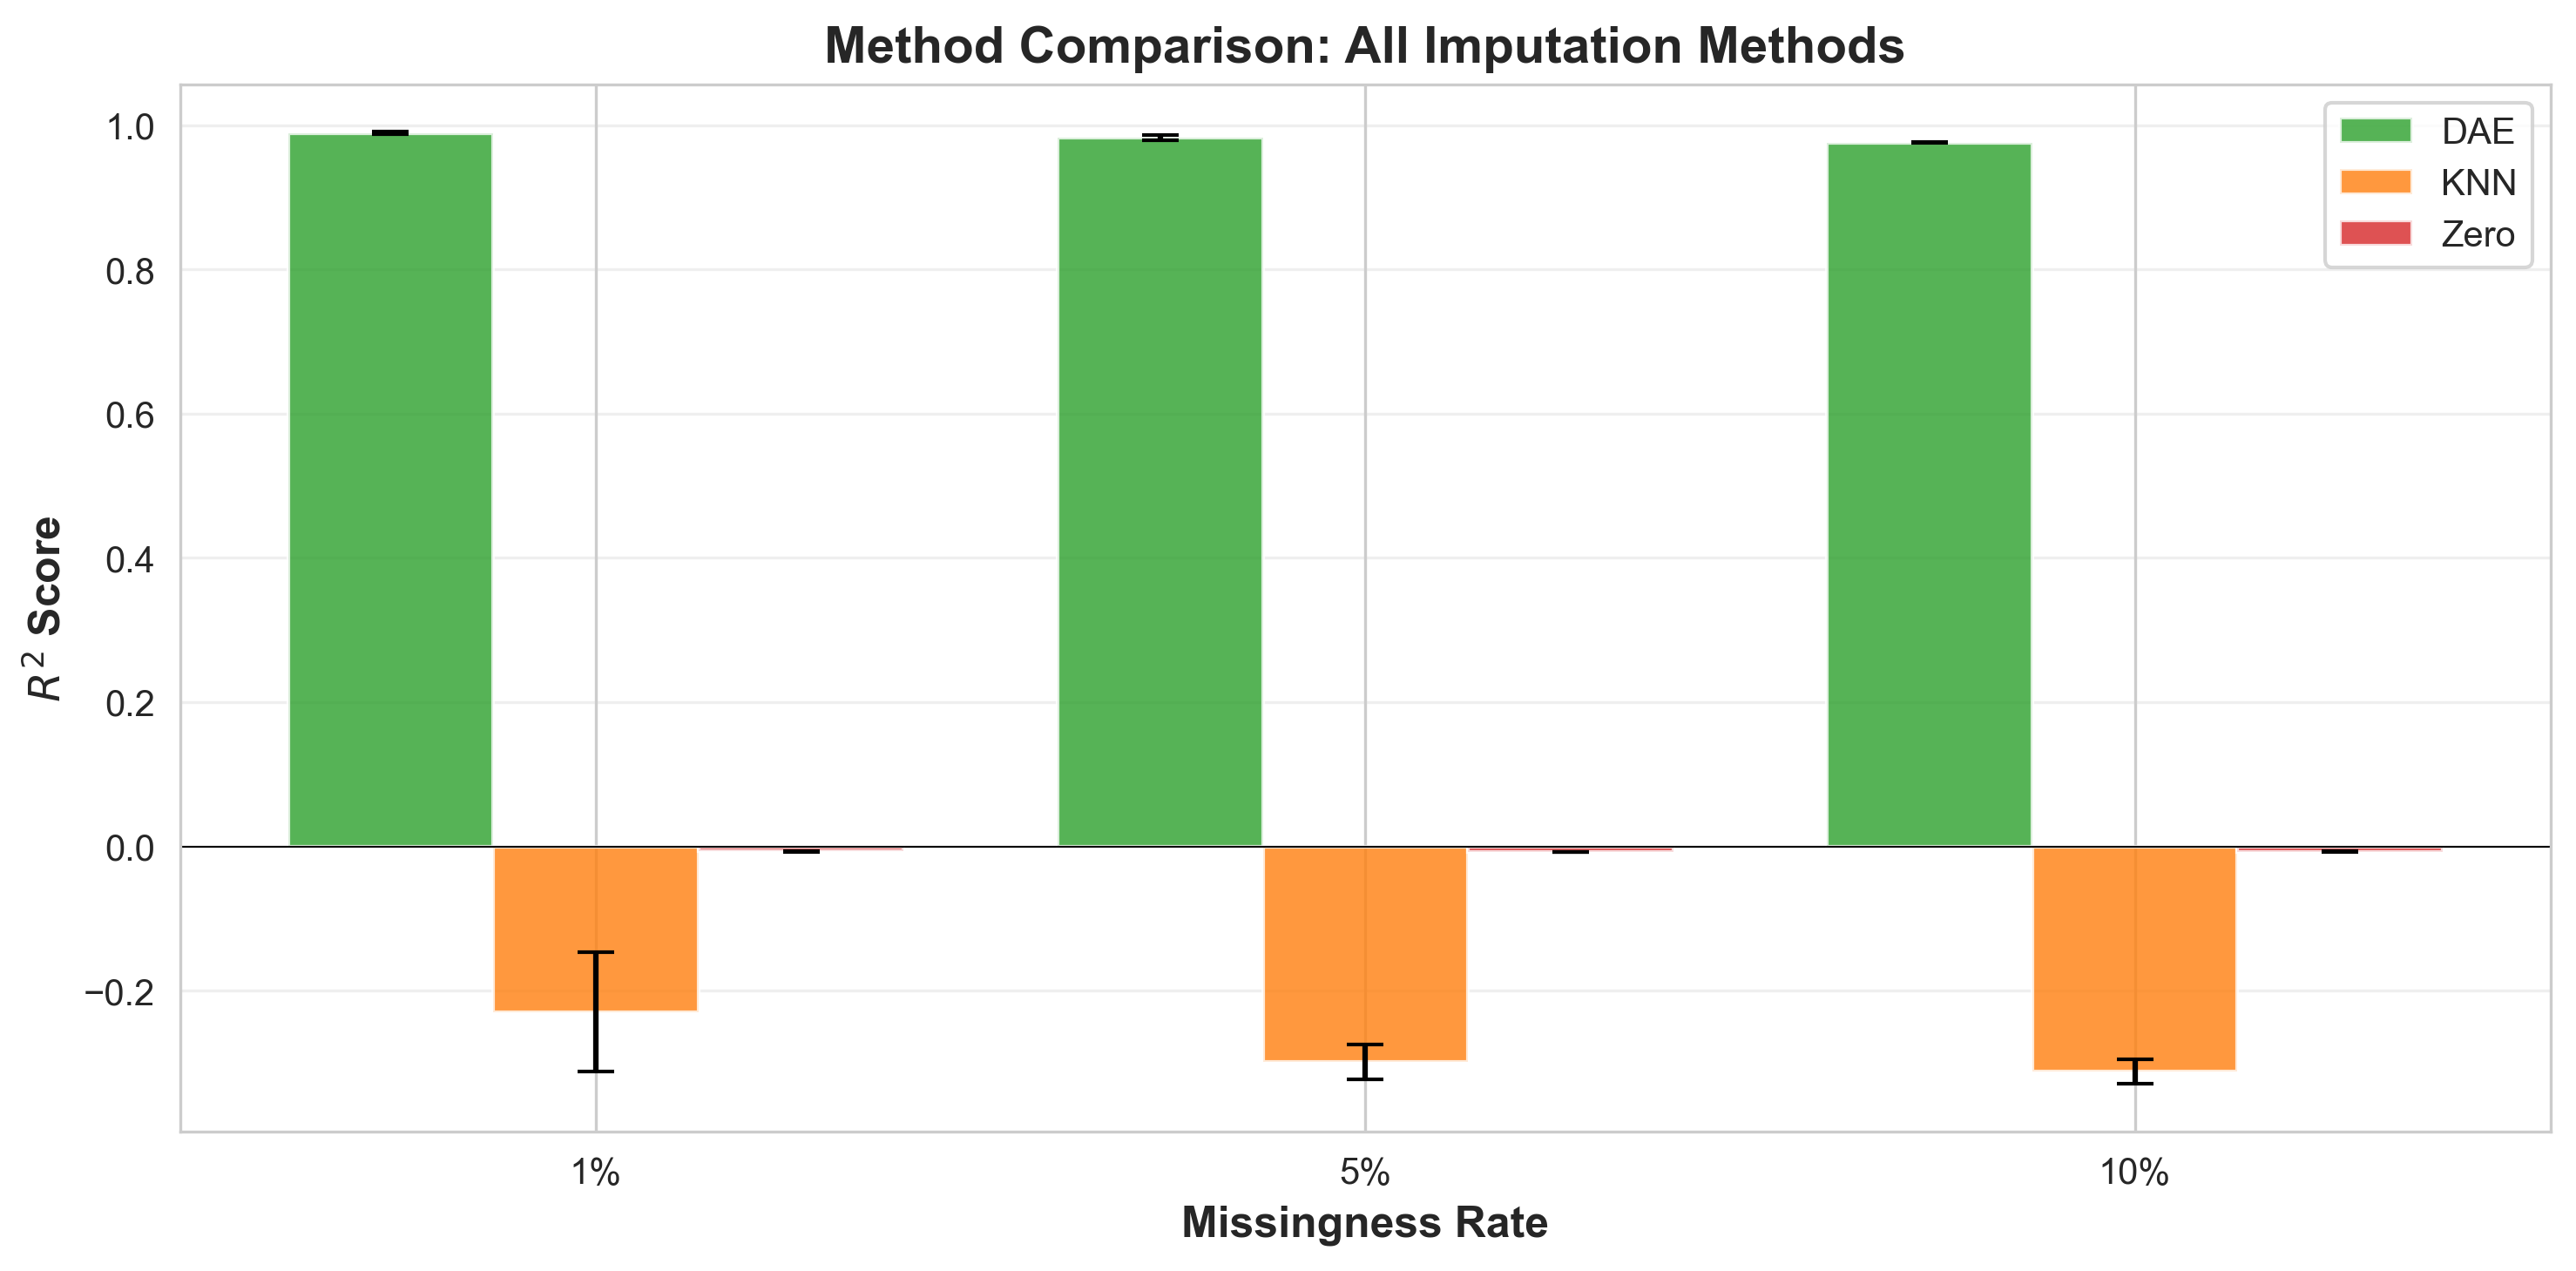 Method Comparison: All Imputation Methods
1.0
0.8
0.6
0.4
0.2
0.0
−0.2
R² Score
DAE
KNN
Zero
1%
5%
10%
Missingness Rate